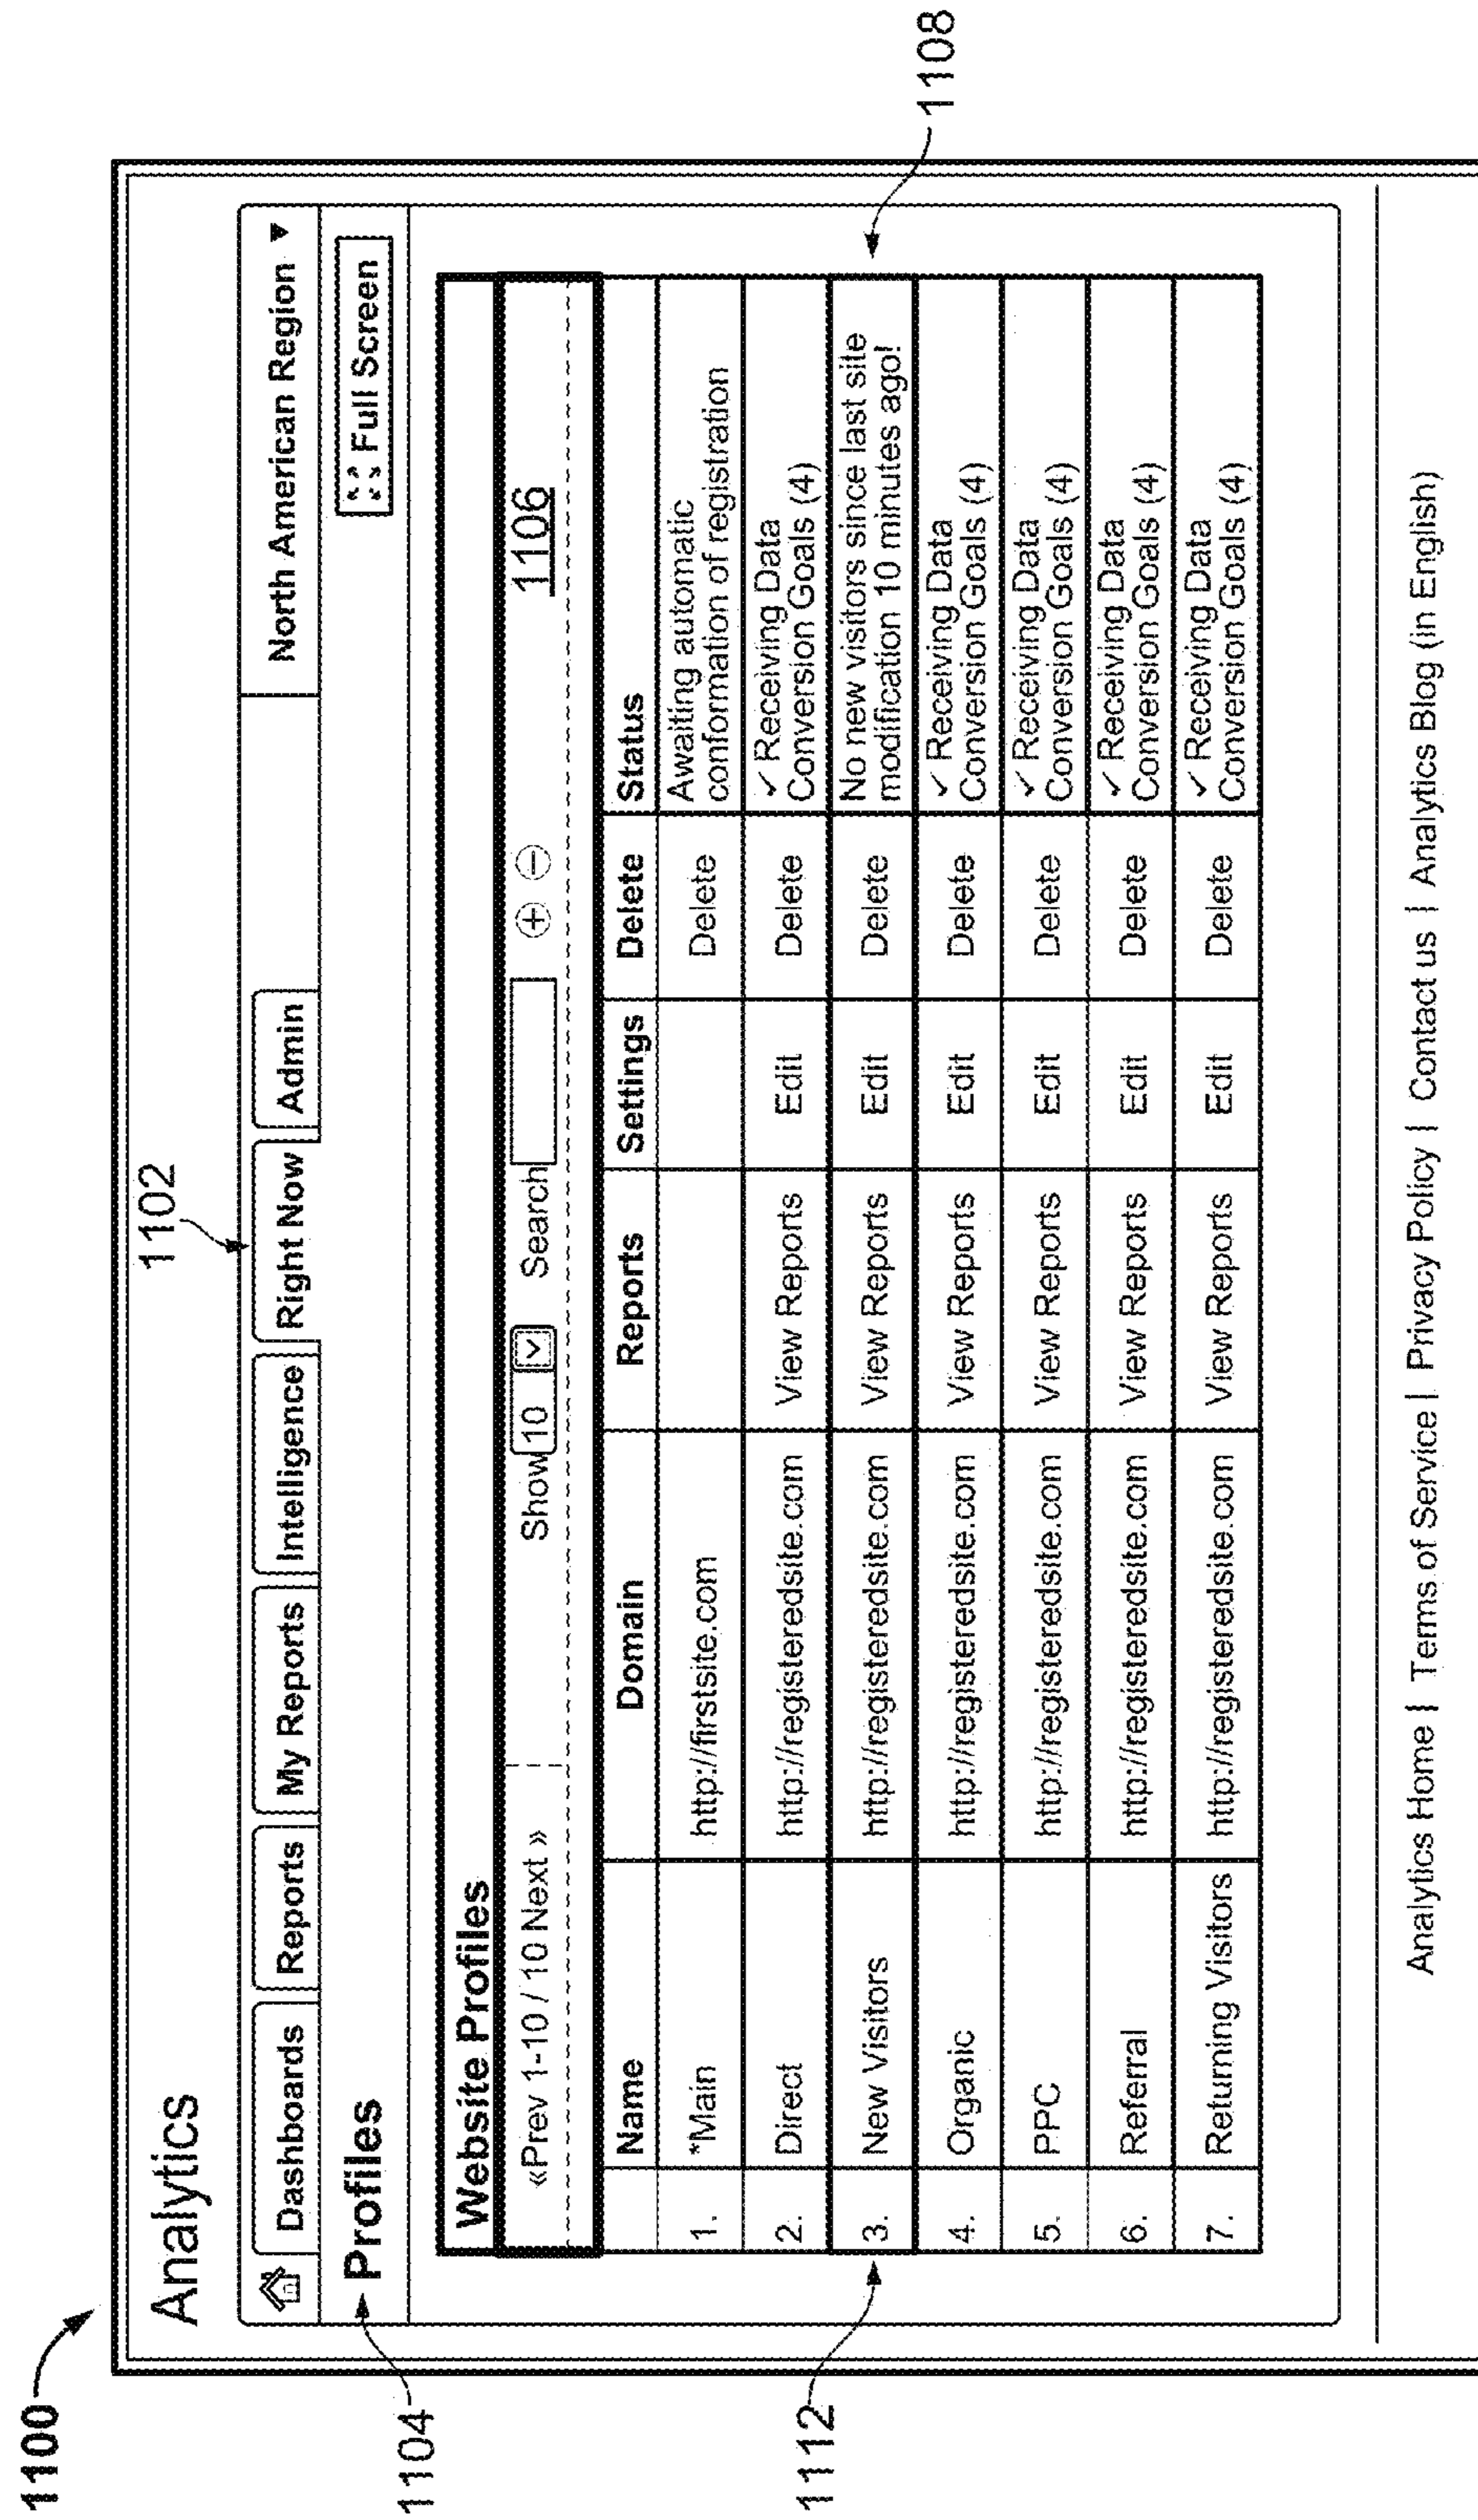 1100
1102
Analytics
Dashboards Reports My Reports Intelligence Right Now Admin North American Region ▼
1104
Profiles Full Screen
Website Profiles
«Prev 1-10 / 10 Next » Show 10 Search ⊕ ⊖ 1106
Name Domain Reports Settings Delete Status
1. *Main http://firstsite.com Delete Awaiting automatic
conformation of registration
2. Direct http://registeredsite.com View Reports Edit Delete ✓ Receiving Data
Conversion Goals (4)
1112
3. New Visitors http://registeredsite.com View Reports Edit Delete No new visitors since last site
modification 10 minutes ago!
1108
4. Organic http://registeredsite.com View Reports Edit Delete ✓ Receiving Data
Conversion Goals (4)
5. PPC http://registeredsite.com View Reports Edit Delete ✓ Receiving Data
Conversion Goals (4)
6. Referral http://registeredsite.com View Reports Edit Delete ✓ Receiving Data
Conversion Goals (4)
7. Returning Visitors http://registeredsite.com View Reports Edit Delete ✓ Receiving Data
Conversion Goals (4)
Analytics Home | Terms of Service | Privacy Policy | Contact us | Analytics Blog (in English)